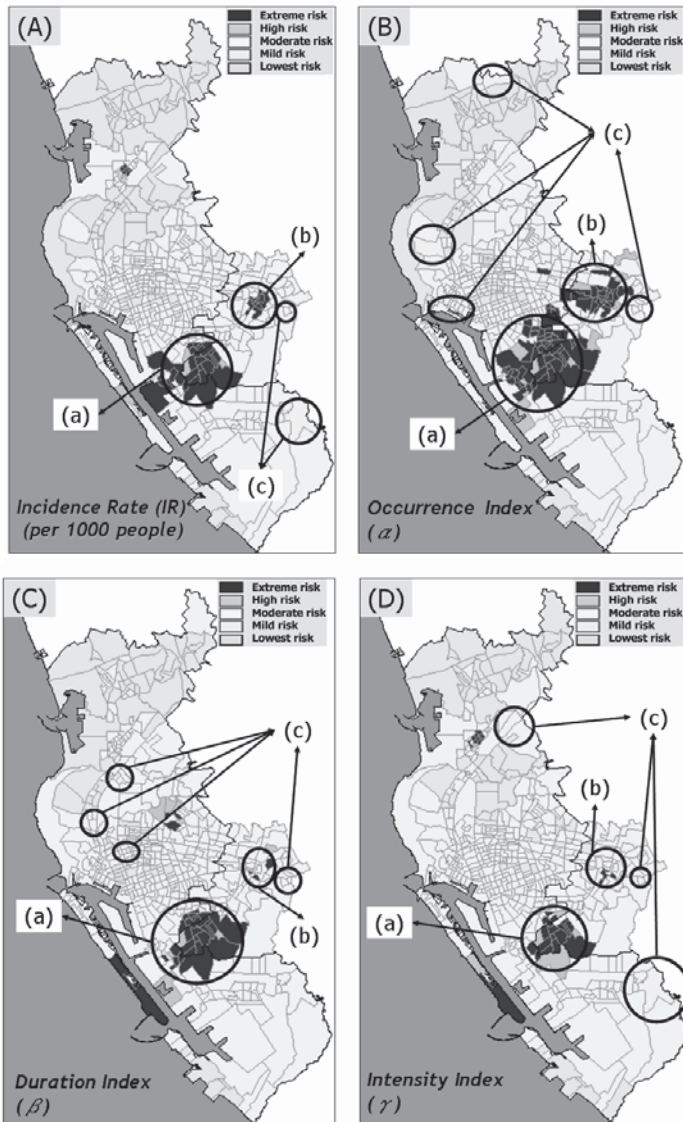 (A)
Extreme risk
High risk
Moderate risk
Mild risk
Lowest risk
(b)
(a)
(c)
Incidence Rate (IR)
(per 1000 people)
(B)
Extreme risk
High risk
Moderate risk
Mild risk
Lowest risk
(c)
(b)
(a)
Occurrence Index
(α)
(C)
Extreme risk
High risk
Moderate risk
Mild risk
Lowest risk
(c)
(a)
(b)
Duration Index
(β)
(D)
Extreme risk
High risk
Moderate risk
Mild risk
Lowest risk
(c)
(b)
(a)
Intensity Index
(γ)